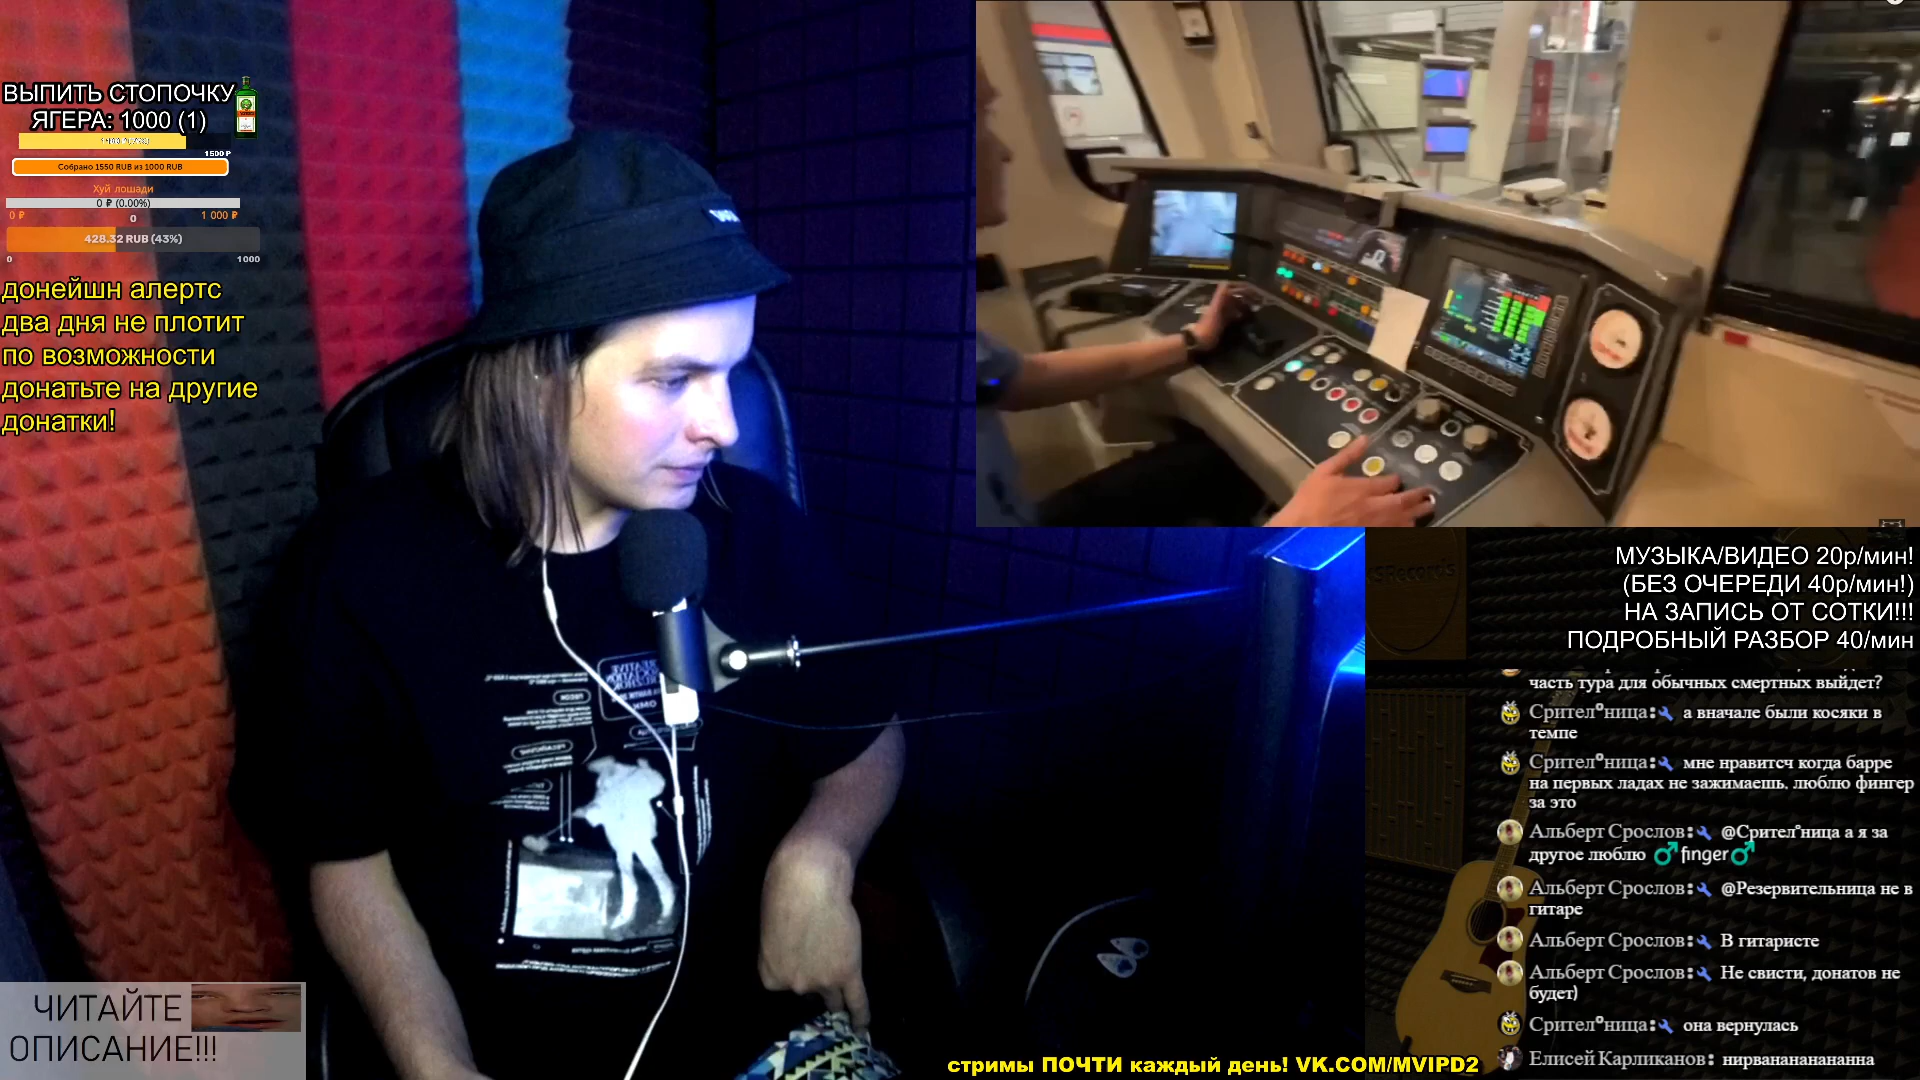 ВЫПИТЬ СТОПОЧКУ
ЯГЕРА: 1000 (1)
1500 ₽
Собрано 1550 RUB из 1000 RUB
Хуй лошади
0 ₽ (0.00%)
0 ₽
0
1 000 ₽
428.32 RUB (43%)
0
1000
донейшн алертс
два дня не плотит
по возможности
донатьте на другие
донатки!
ЧИТАЙТЕ
ОПИСАНИЕ!!!
МУЗЫКА/ВИДЕО 20р/мин!
(БЕЗ ОЧЕРЕДИ 40р/мин!)
НА ЗАПИСЬ ОТ СОТКИ!!!
ПОДРОБНЫЙ РАЗБОР 40/мин
часть тура для обычных смертных выйдет?
Срител°ница: а вначале были косяки в
темпе
Срител°ница: мне нравитсч когда барре
на первых ладах не зажимаешь. люблю фингер
за это
Альберт Срослов: @Срител°ница а я за
другое люблю ♂finger♂
Альберт Срослов: @Резервительница не в
гитаре
Альберт Срослов: В гитаристе
Альберт Срослов: Не свисти, донатов не
будет)
Срител°ница: она вернулась
Елисей Карликанов: нирванананананна
стримы ПОЧТИ каждый день! VK.COM/MVIPD2